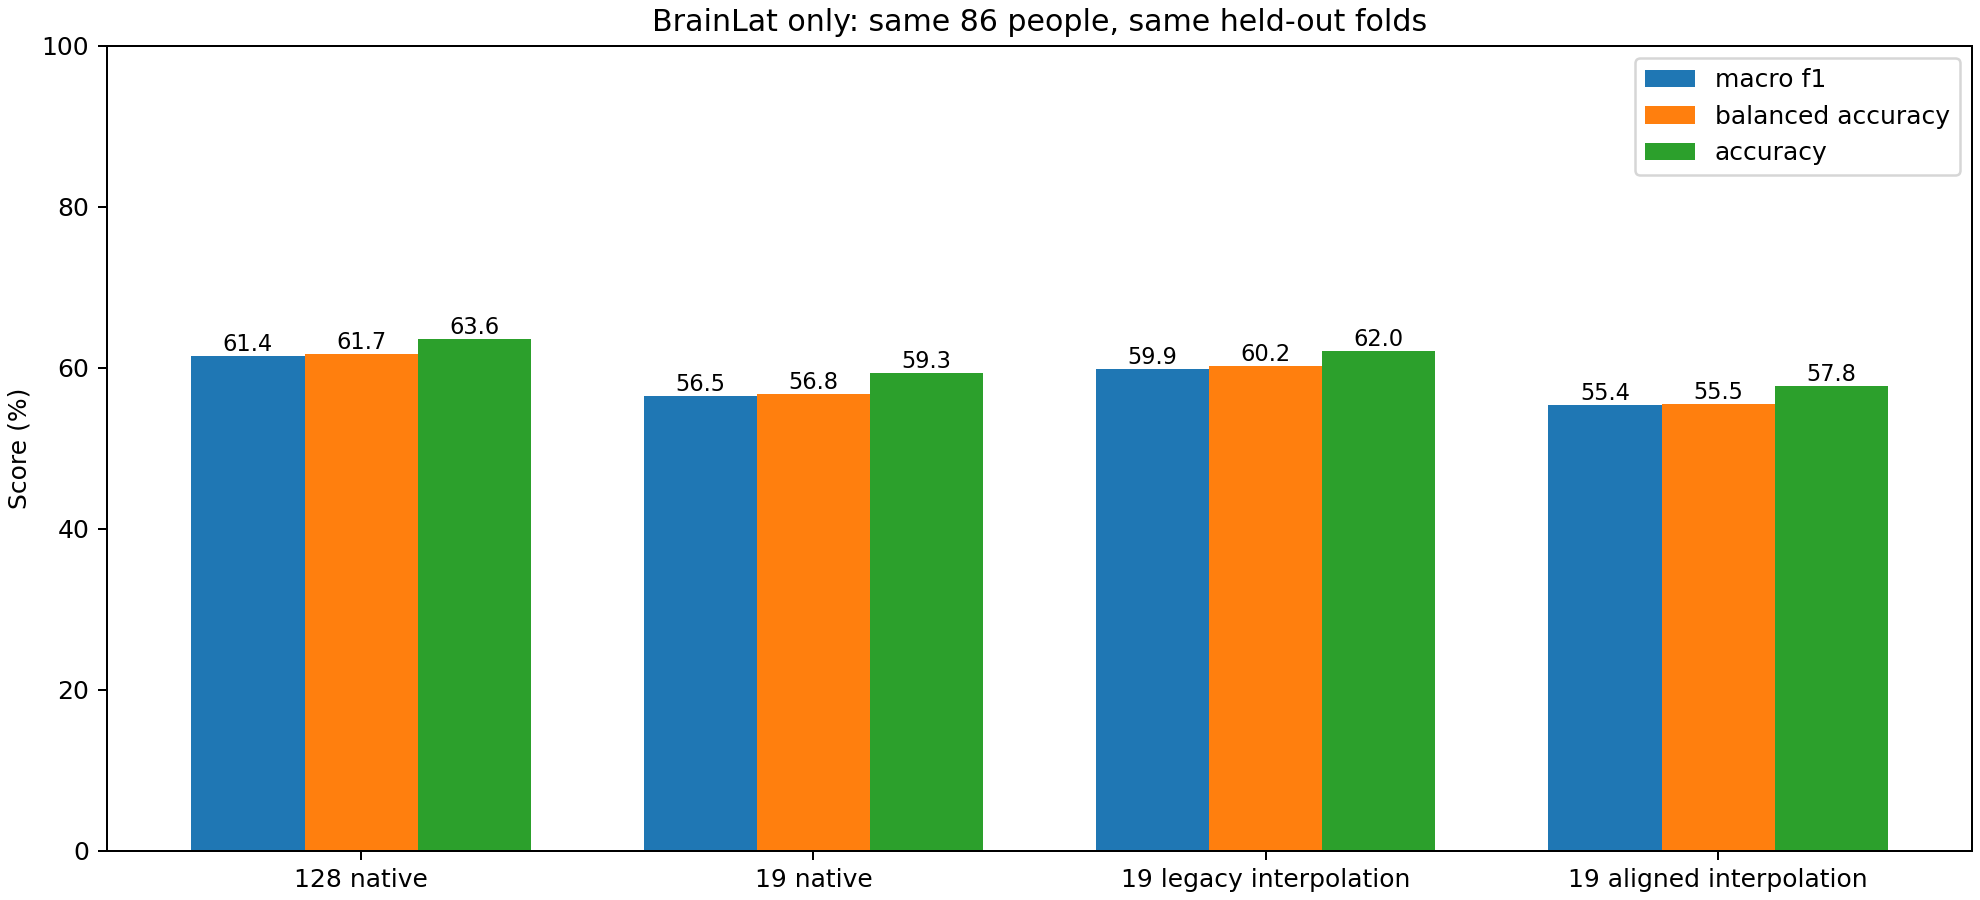 BrainLat only: same 86 people, same held-out folds
macro f1
balanced accuracy
accuracy
Score (%)
100
80
60
40
20
0
61.4 61.7 63.6
56.5 56.8 59.3
59.9 60.2 62.0
55.4 55.5 57.8
128 native
19 native
19 legacy interpolation
19 aligned interpolation